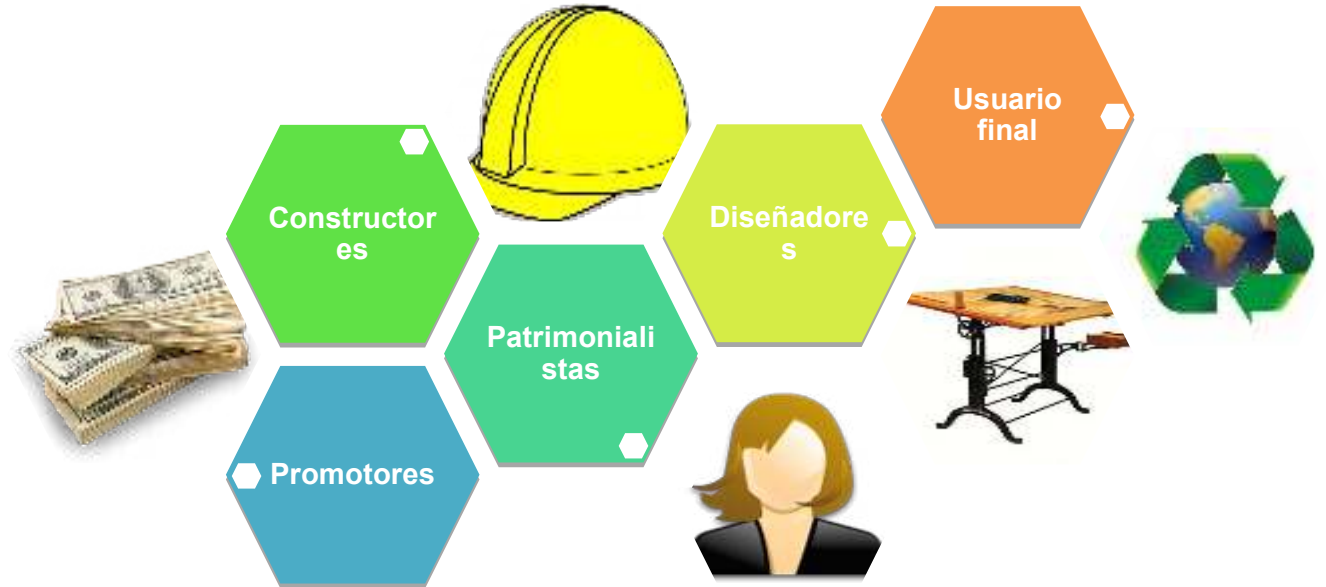 Usuario
final
Constructor
es
Diseñadore
s
Patrimoniali
stas
Promotores